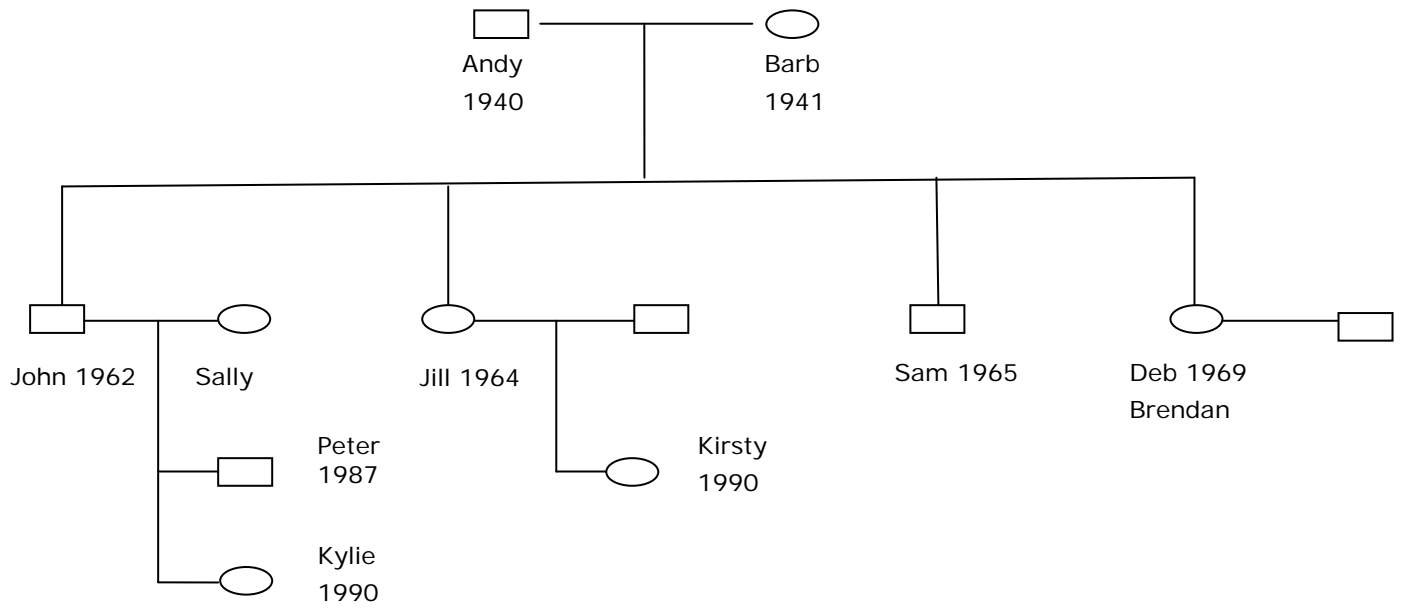 Andy
1940
Barb
1941
John 1962
Sally
Jill 1964
Sam 1965
Deb 1969
Brendan
Peter
1987
Kirsty
1990
Kylie
1990